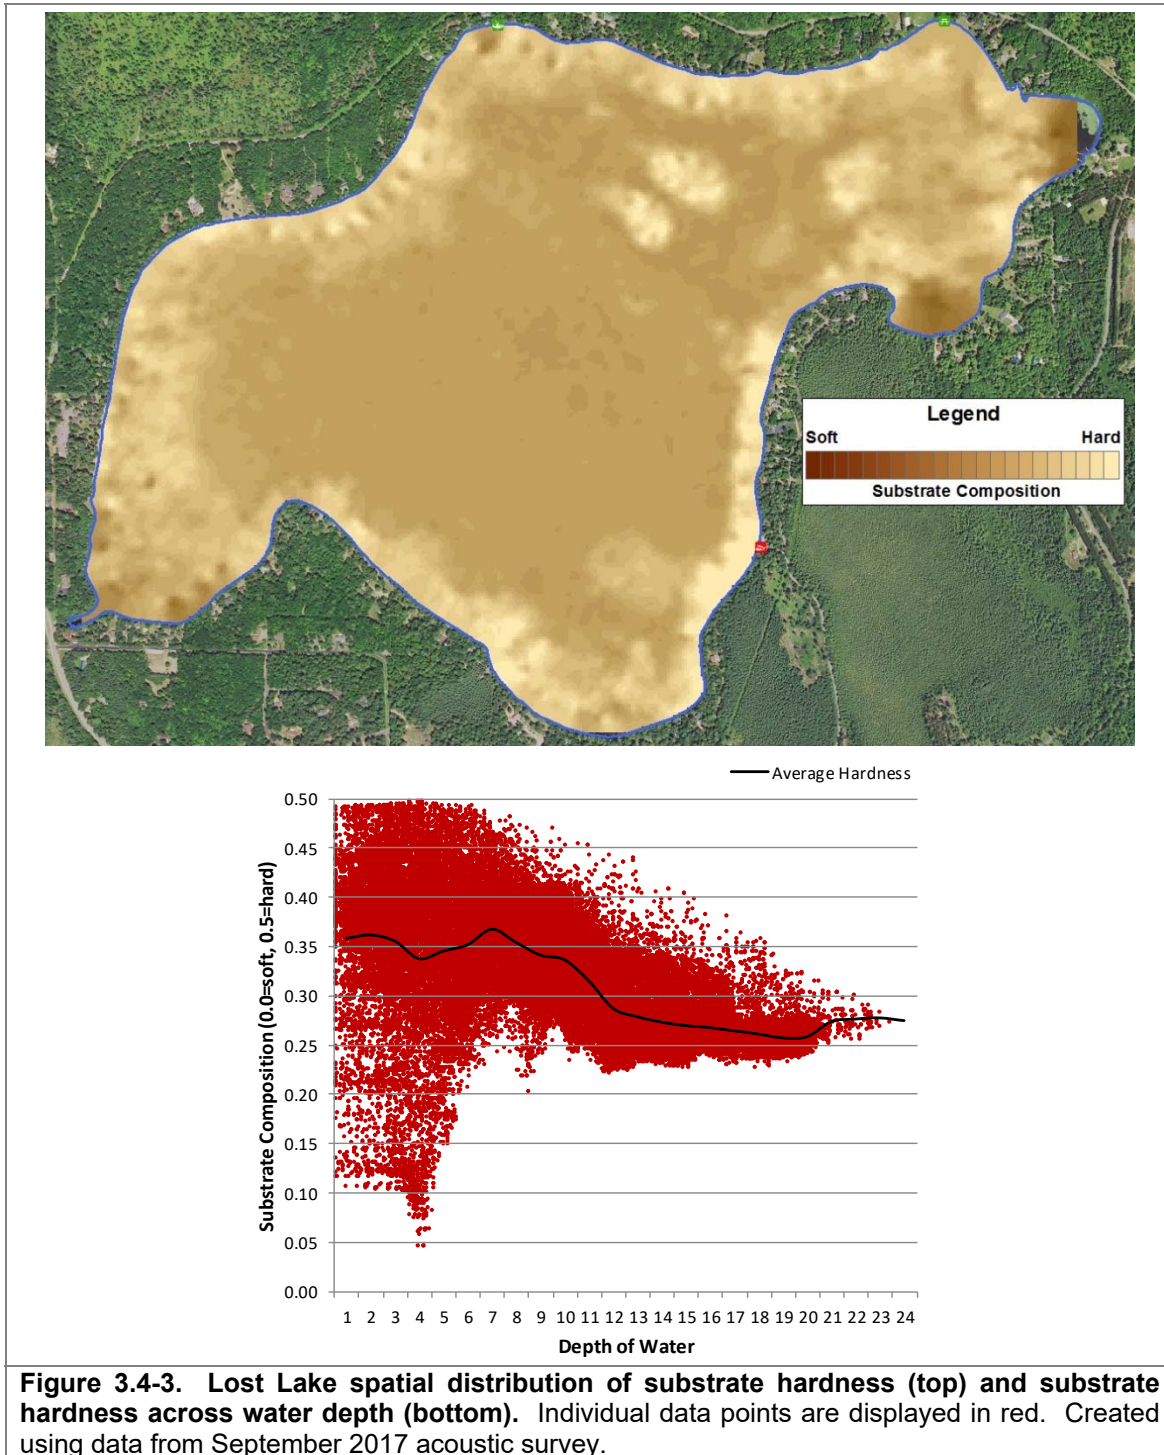 Legend
Soft Hard
Substrate Composition
Average Hardness
Substrate Composition (0.0=soft, 0.5=hard)
0.50
0.45
0.40
0.35
0.30
0.25
0.20
0.15
0.10
0.05
0.00
1 2 3 4 5 6 7 8 9 10 11 12 13 14 15 16 17 18 19 20 21 22 23 24
Depth of Water
Figure 3.4-3. Lost Lake spatial distribution of substrate hardness (top) and substrate
hardness across water depth (bottom). Individual data points are displayed in red. Created
using data from September 2017 acoustic survey.